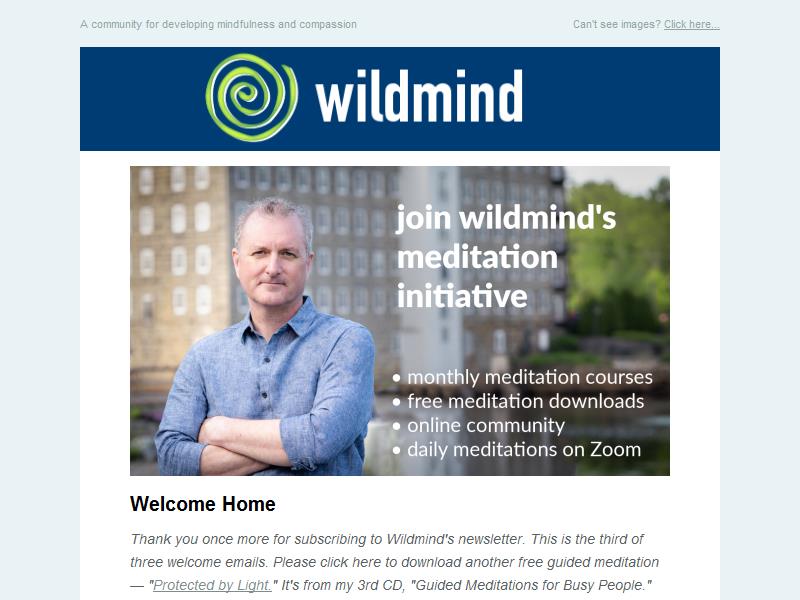 A community for developing mindfulness and compassion
Can't see images? Click here...
wildmind
join wildmind's
meditation
initiative
• monthly meditation courses
• free meditation downloads
• online community
• daily meditations on Zoom
Welcome Home
Thank you once more for subscribing to Wildmind's newsletter. This is the third of
three welcome emails. Please click here to download another free guided meditation
— "Protected by Light." It's from my 3rd CD, "Guided Meditations for Busy People."